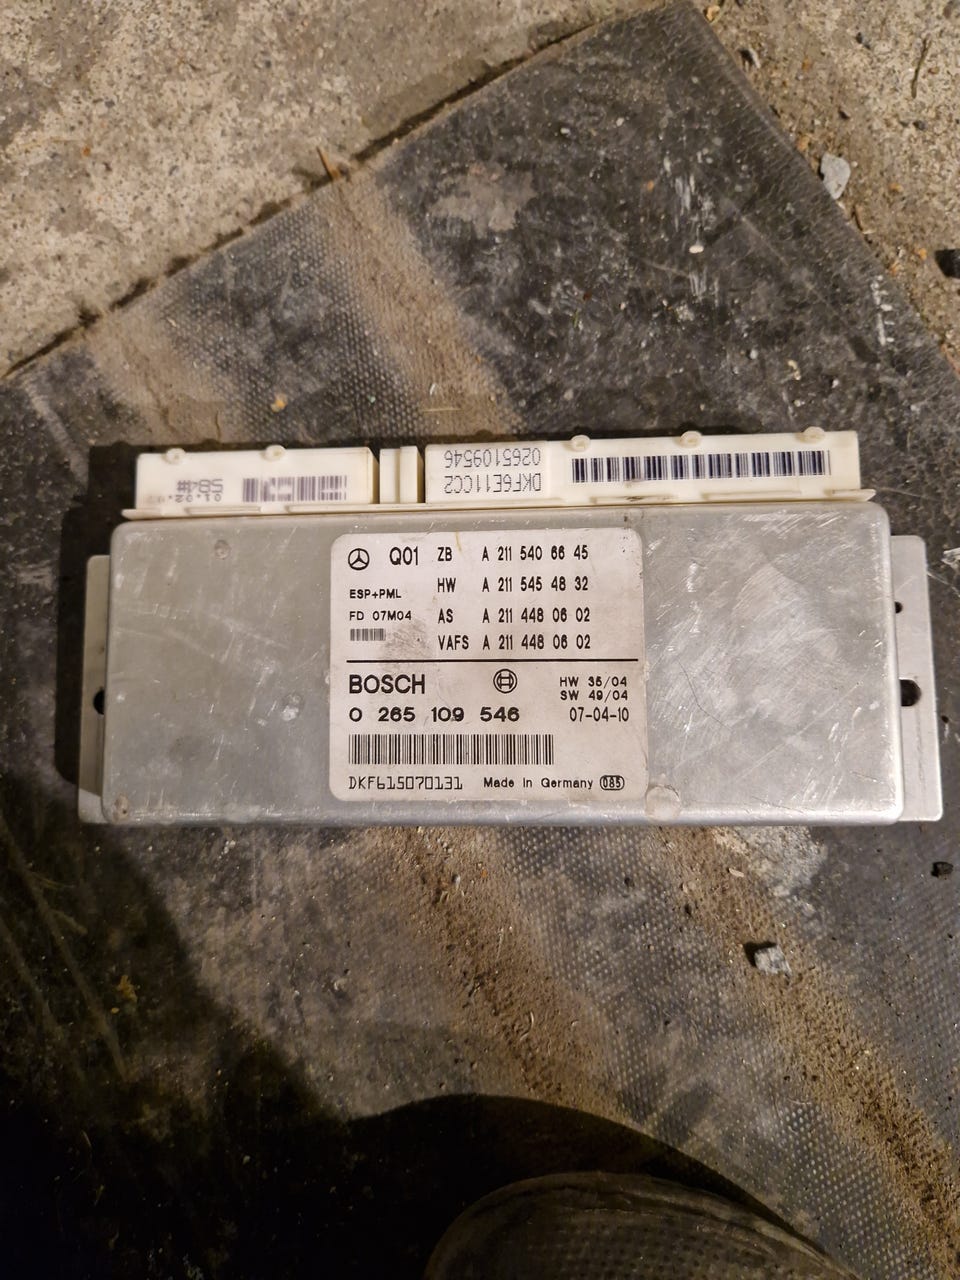 0265109546
DKF6E11CC2
584#
Q01 ZB A 211 540 66 45
HW A 211 545 48 32
ESP+PML
FD 07M04 AS A 211 448 06 02
VAFS A 211 448 06 02
BOSCH HW 36/04
SW 49/04
0 265 109 546 07-04-10
DKF615070131 Made in Germany 085